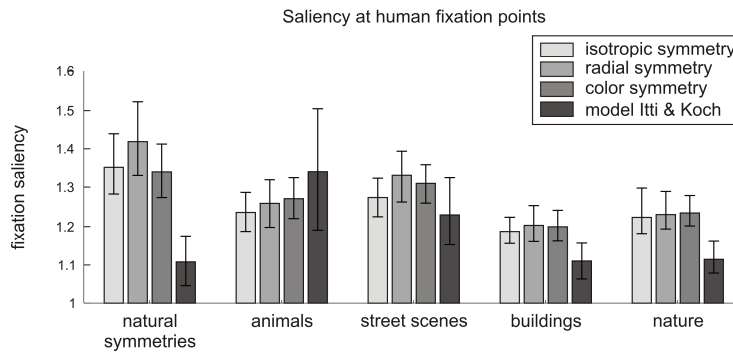 Saliency at human fixation points
isotropic symmetry
radial symmetry
color symmetry
model Itti & Koch
fixation saliency
1.6
1.5
1.4
1.3
1.2
1.1
1
natural
symmetries
animals
street scenes
buildings
nature